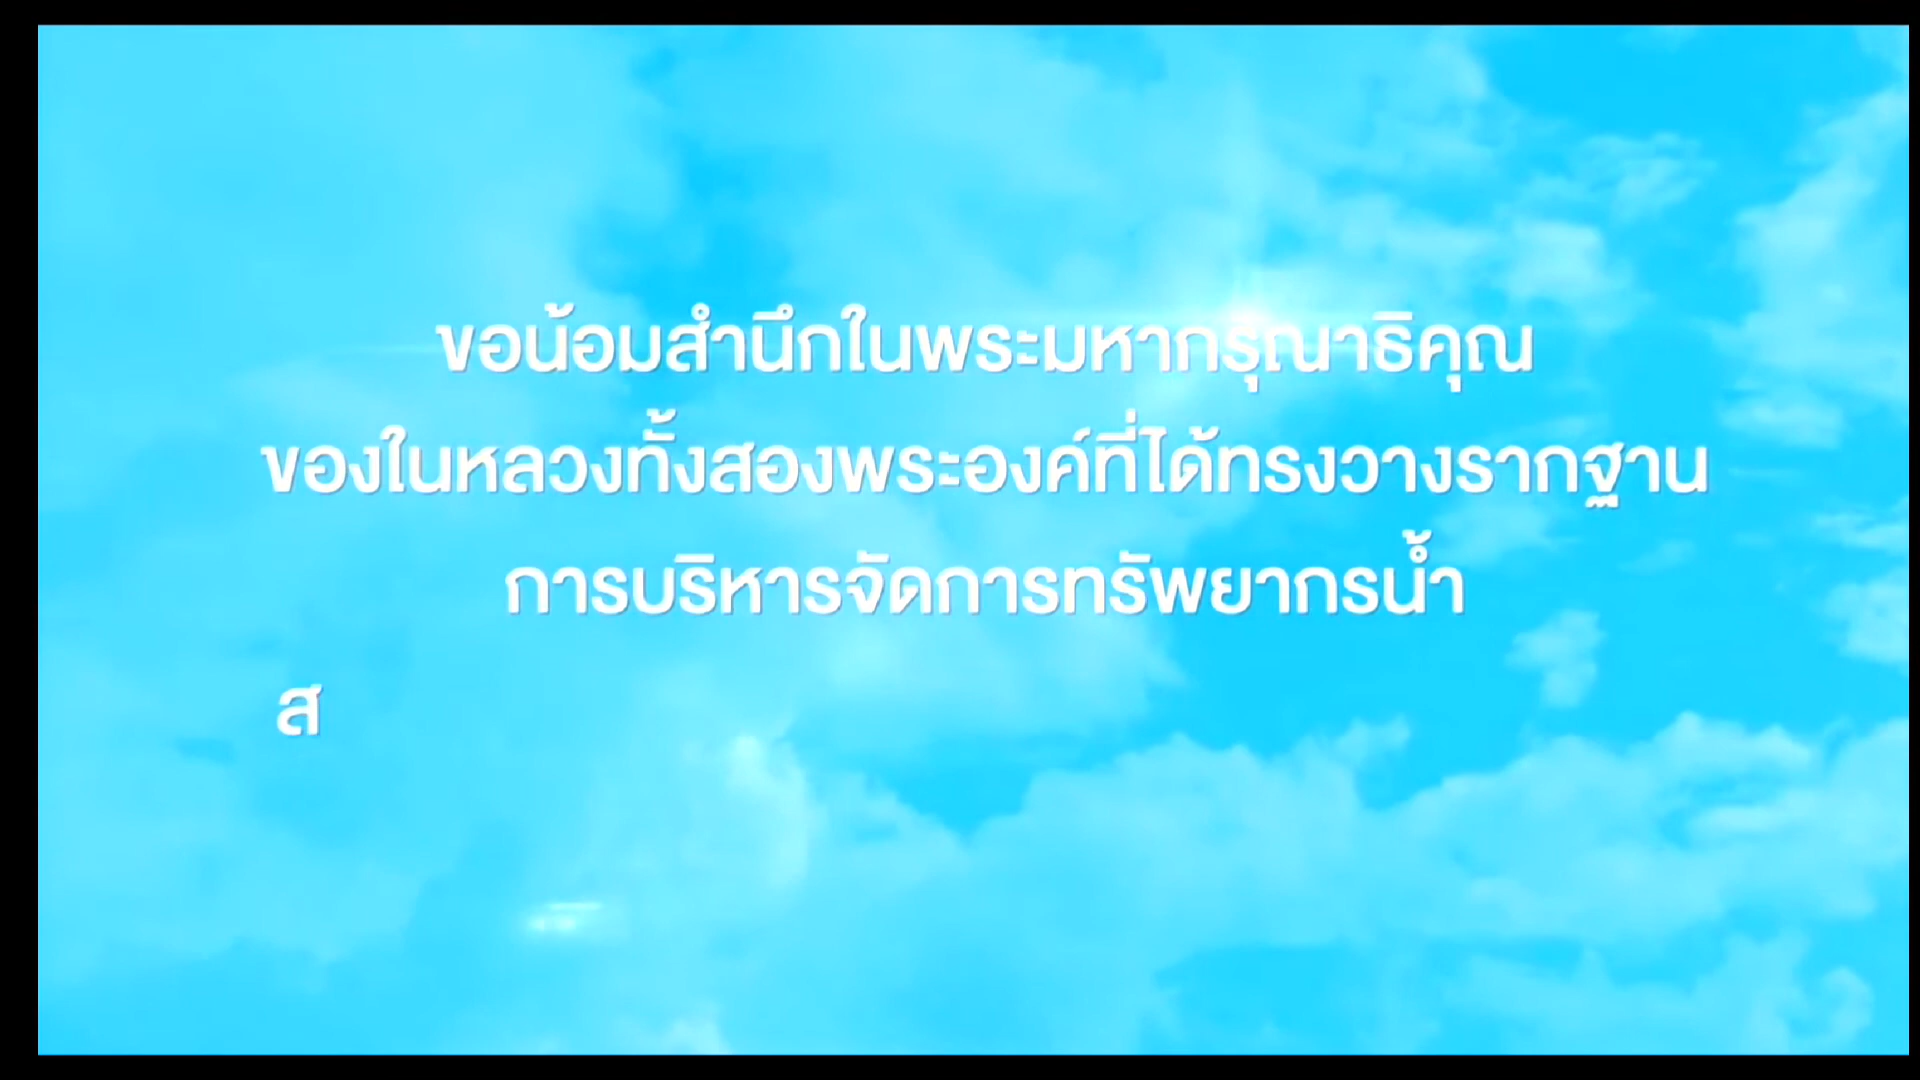 ขอน้อมสำนึกในพระมหากรุณาธิคุณ
ของในหลวงทั้งสองพระองค์ที่ได้ทรงวางรากฐาน
การบริหารจัดการทรัพยากรน้ำ
ส